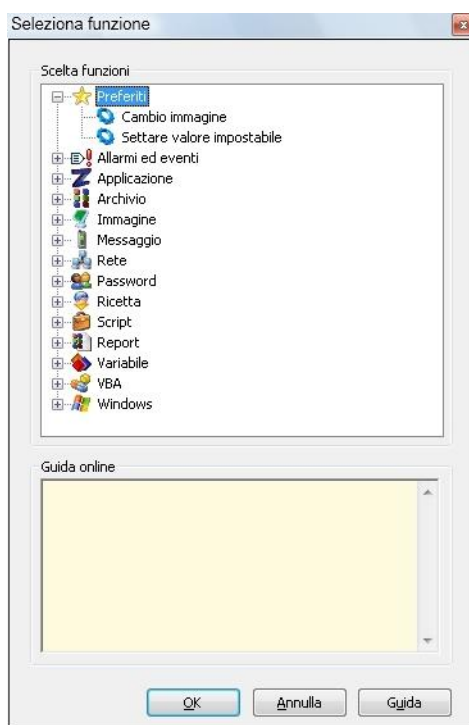 Seleziona funzione
Scelta funzioni
Preferiti
Cambio immagine
Settare valore impostabile
Allarmi ed eventi
Applicazione
Archivio
Immagine
Messaggio
Rete
Password
Ricetta
Script
Report
Variabile
VBA
Windows
Guida online
OK
Annulla
Guida